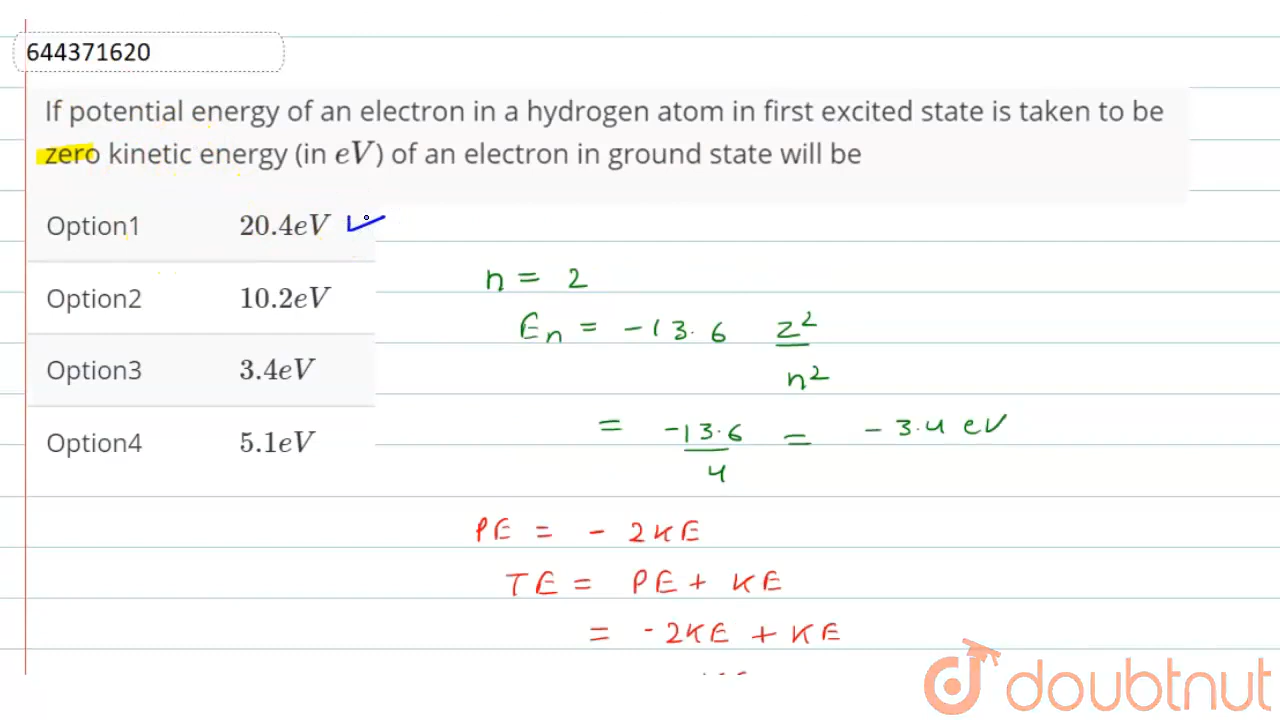 644371620
If potential energy of an electron in a hydrogen atom in first excited state is taken to be
zero kinetic energy (in eV) of an electron in ground state will be
Option1 20.4eV
Option2 10.2eV
Option3 3.4eV
Option4 5.1eV
n = 2
En = -13.6 z²/n²
= -13.6/4 = -3.4 eV
PE = - 2KE
TE = PE + KE
= -2KE + KE
doubtnut